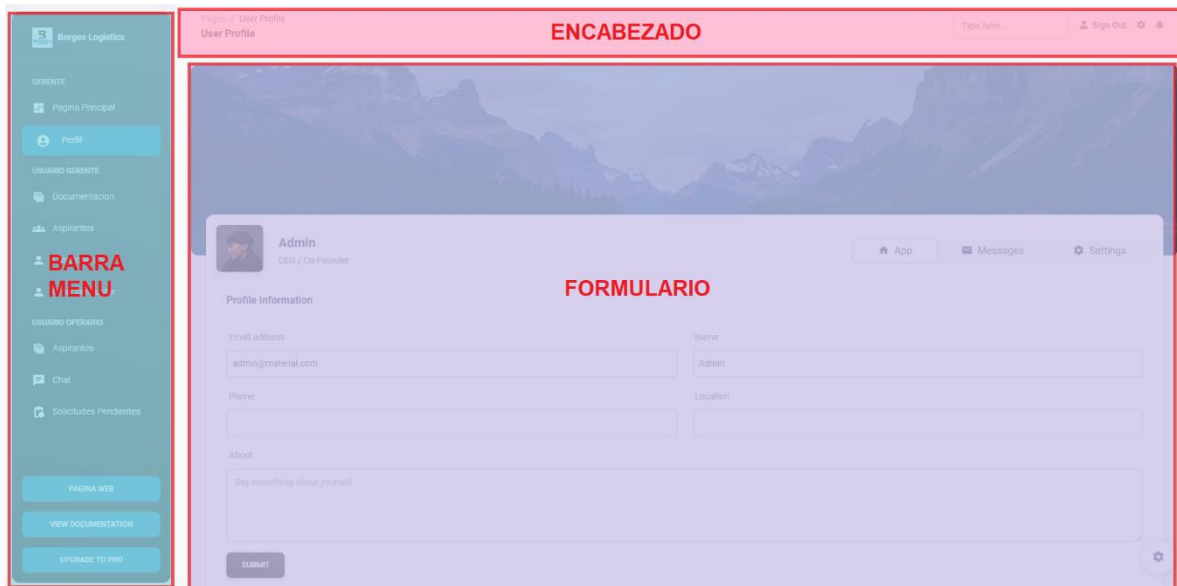 Borges Logistica
GERENTE
Pagina Principal
Perfil
USUARIO GERENTE
Documentacion
Aspirantes
BARRA
MENU
USUARIO OPERARIO
Aspirantes
Chat
Solicitudes Pendientes
PAGINA WEB
VIEW DOCUMENTATION
UPGRADE TO PRO
Pages / User Profile
User Profile
ENCABEZADO
Type here...
Sign Out
Admin
CEO / Co-Founder
App
Messages
Settings
FORMULARIO
Profile Information
Email address
Name
admin@material.com
Admin
Phone
Location
About
Say something about yourself
SUBMIT